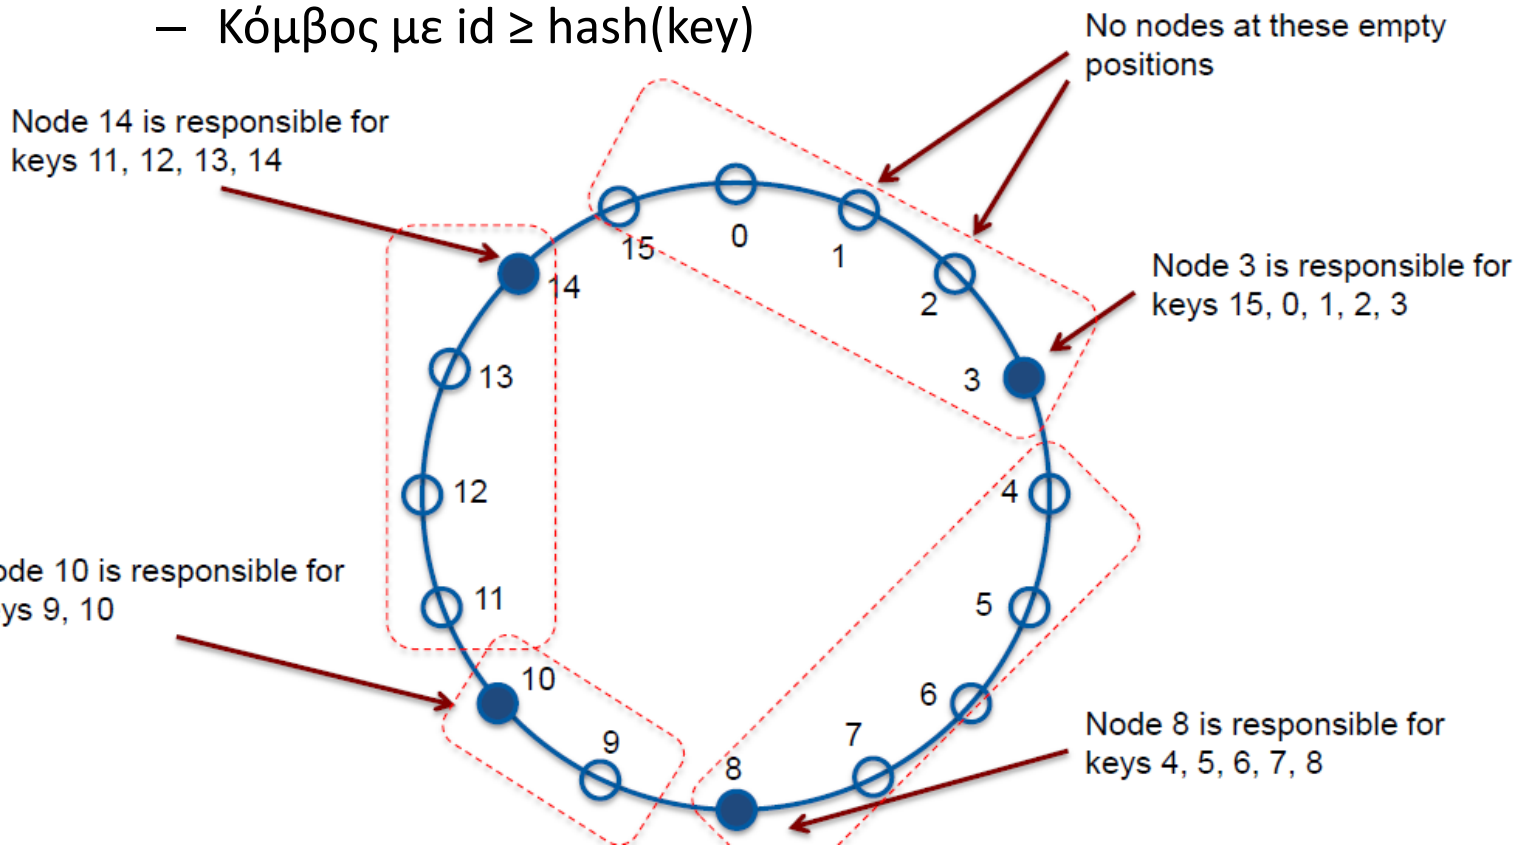 – Κόμβος με id ≥ hash(key)
No nodes at these empty
positions
Node 14 is responsible for
keys 11, 12, 13, 14
Node 3 is responsible for
keys 15, 0, 1, 2, 3
ode 10 is responsible for
ys 9, 10
Node 8 is responsible for
keys 4, 5, 6, 7, 8
0
1
2
3
4
5
6
7
8
9
10
11
12
13
14
15